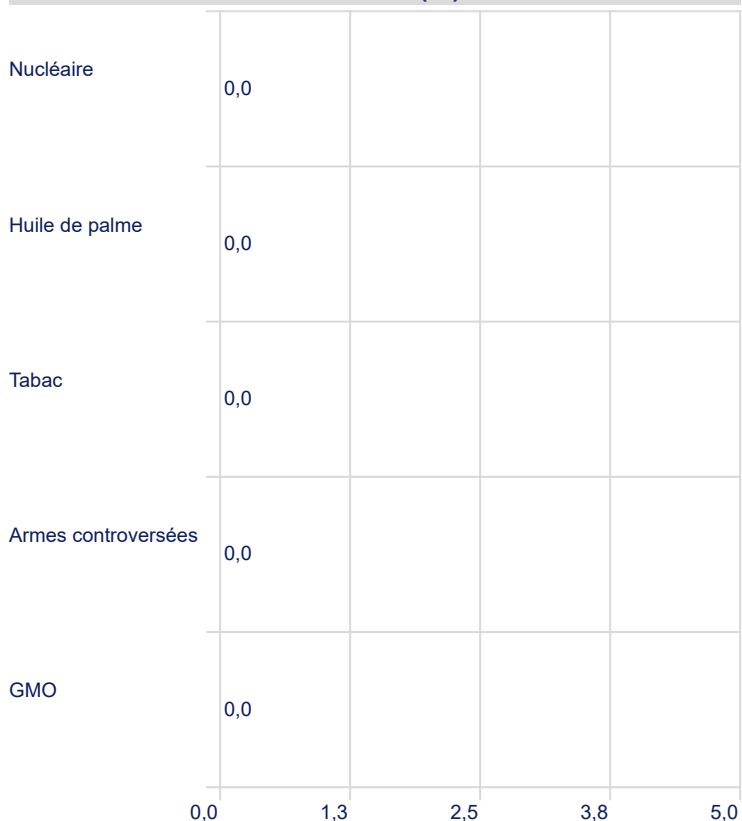 Nucléaire
0,0
Huile de palme
0,0
Tabac
0,0
Armes controversées
0,0
GMO
0,0
0,0 1,3 2,5 3,8 5,0